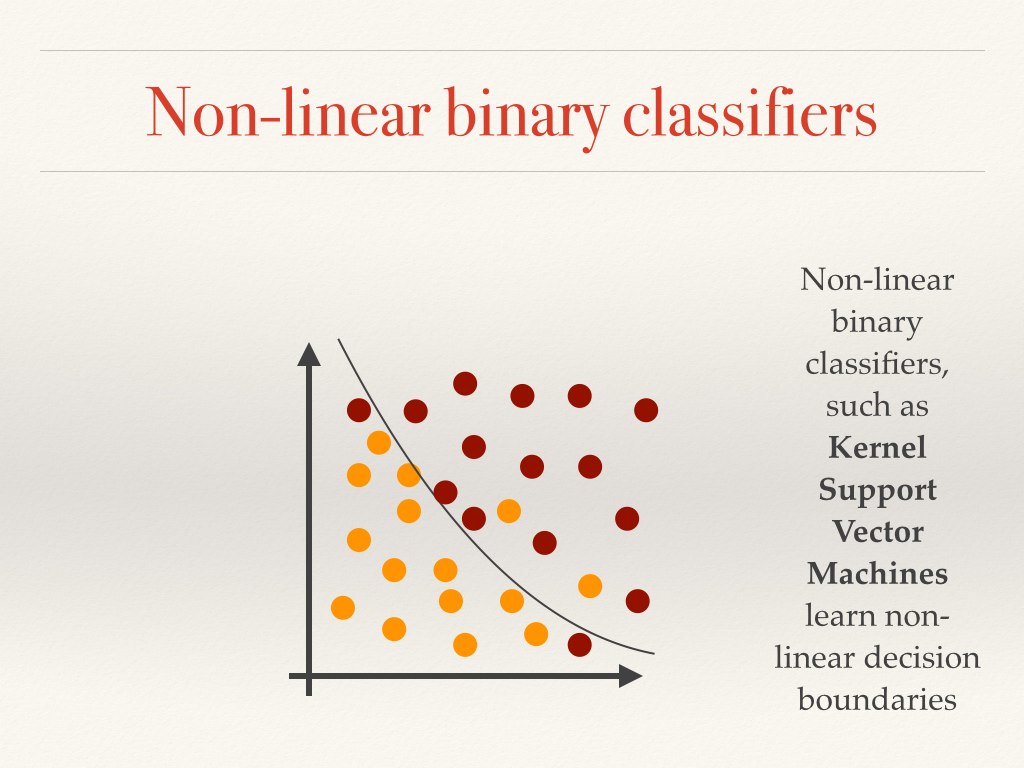 Non-linear binary classifiers
Non-linear
binary
classifiers,
such as
Kernel
Support
Vector
Machines
learn non-
linear decision
boundaries